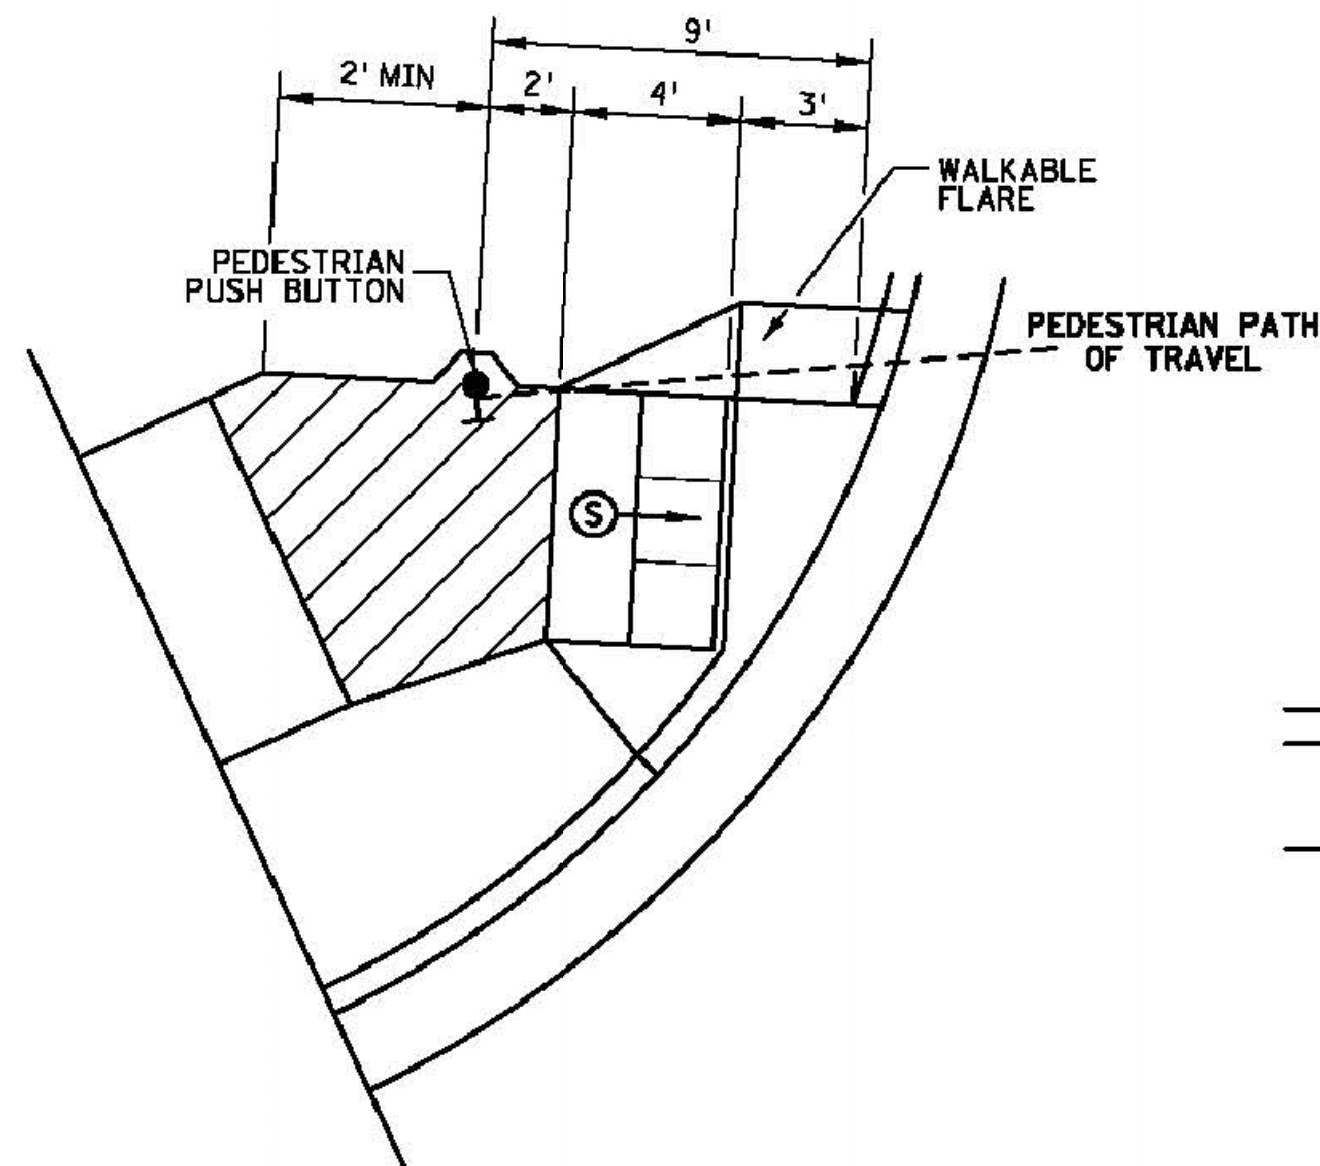 9'
2' MIN
2'
4'
3'
WALKABLE
FLARE
PEDESTRIAN
PUSH BUTTON
PEDESTRIAN PATH
OF TRAVEL
S